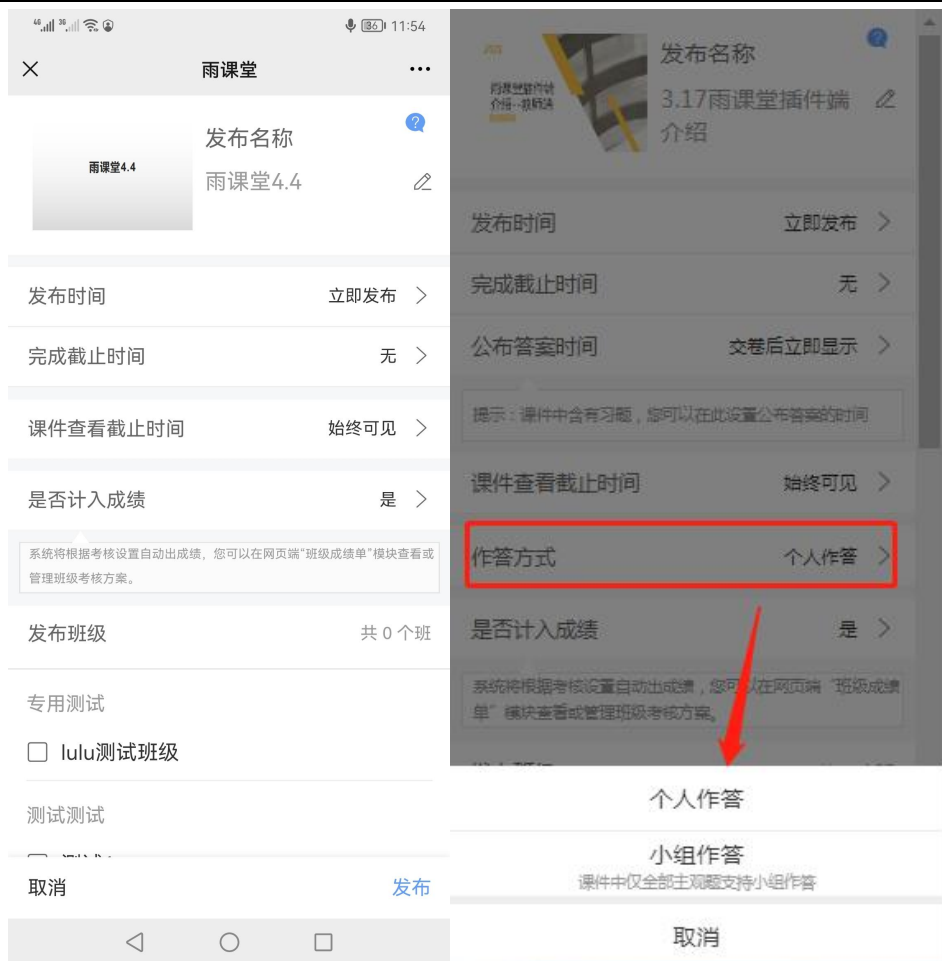 4G 3G 86 11:54
雨课堂
雨课堂4.4
发布名称
雨课堂4.4
发布时间
立即发布
完成截止时间
无
课件查看截止时间
始终可见
是否计入成绩
是
系统将根据考核设置自动出成绩，您可以在网页端“班级成绩单”模块查看或
管理班级考核方案。
发布班级
共 0 个班
专用测试
lulu测试班级
测试测试
取消
发布
雨课堂插件端
介绍--教师端
发布名称
3.17雨课堂插件端
介绍
发布时间
立即发布
完成截止时间
无
公布答案时间
交卷后立即显示
提示：课件中含有习题，您可以在此设置公布答案的时间
课件查看截止时间
始终可见
作答方式
个人作答
是否计入成绩
是
系统将根据考核设置自动出成绩，您可以在网页端“班级成绩
单”模块查看或管理班级考核方案。
个人作答
小组作答
课件中仅全部主观题支持小组作答
取消